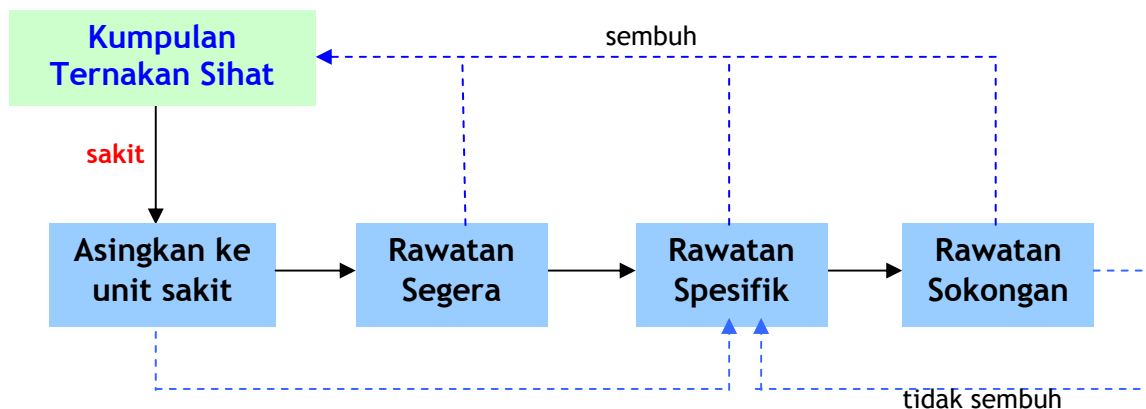 Kumpulan
Ternakan Sihat
sembuh
sakit
Asingkan ke
unit sakit
Rawatan
Segera
Rawatan
Spesifik
Rawatan
Sokongan
tidak sembuh